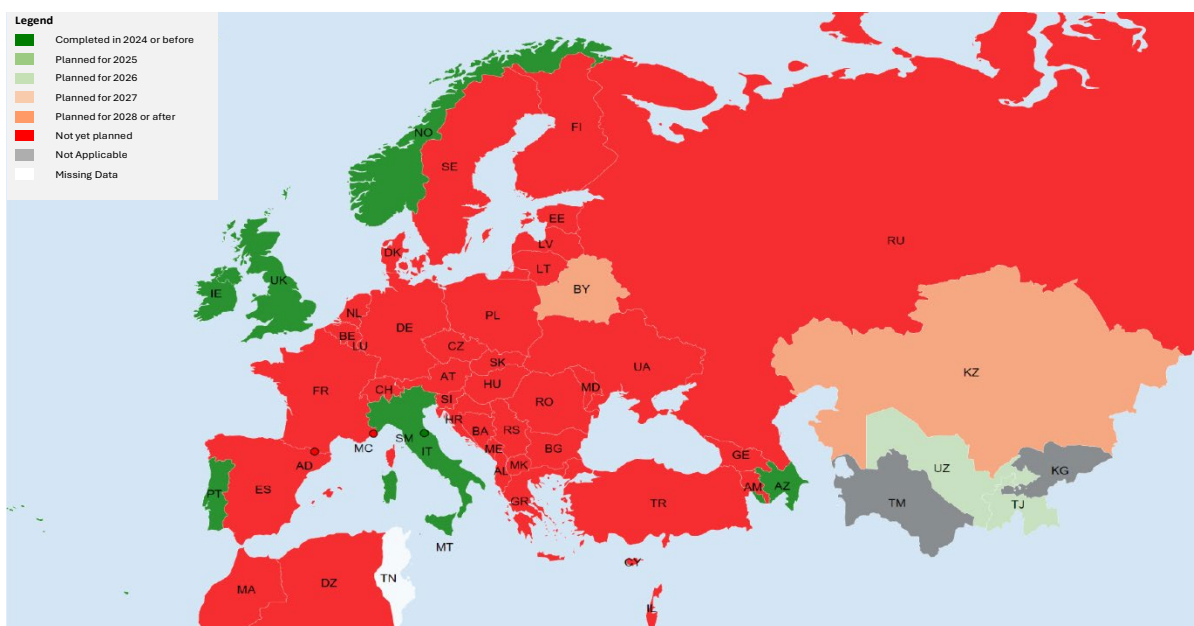 Legend
Completed in 2024 or before
Planned for 2025
Planned for 2026
Planned for 2027
Planned for 2028 or after
Not yet planned
Not Applicable
Missing Data
NO
FI
SE
EE
RU
LV
DK
LT
UK
BY
IE
NL
DE
PL
BE
LU
CZ
SK
UA
KZ
AT
HU
MD
FR
CH
SI
RO
HR
BA
RS
SM
MC
IT
ME
BG
GE
AD
AL
MK
UZ
KG
ES
PT
GR
TR
AM
AZ
TM
TJ
MT
CY
TN
DZ
MA
IL